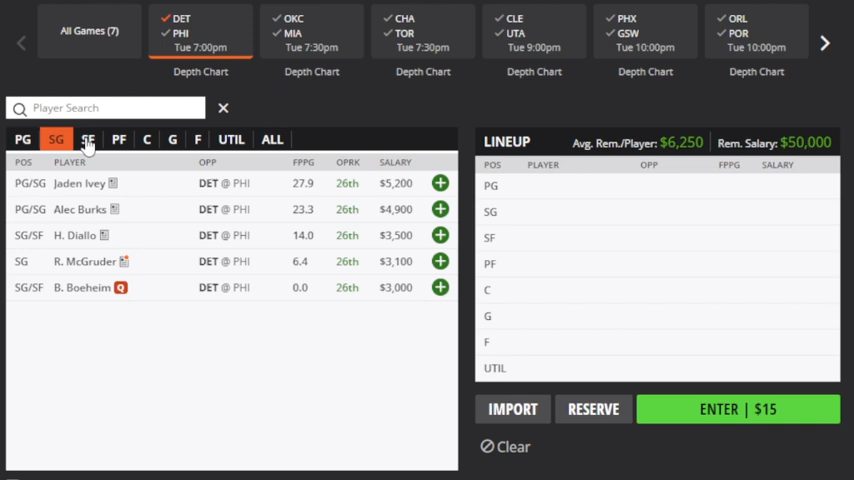 All Games (7)
DET
PHI
Tue 7:00pm
Depth Chart
OKC
MIA
Tue 7:30pm
Depth Chart
CHA
TOR
Tue 7:30pm
Depth Chart
CLE
UTA
Tue 9:00pm
Depth Chart
PHX
GSW
Tue 10:00pm
Depth Chart
ORL
POR
Tue 10:00pm
Depth Chart
Player Search
PG SG SF PF C G F UTIL ALL
POS PLAYER OPP FPPG OPRK SALARY
PG/SG Jaden Ivey DET @ PHI 27.9 26th $5,200
PG/SG Alec Burks DET @ PHI 23.3 26th $4,900
SG/SF H. Diallo DET @ PHI 14.0 26th $3,500
SG R. McGruder DET @ PHI 6.4 26th $3,100
SG/SF B. Boeheim Q DET @ PHI 0.0 26th $3,000
LINEUP Avg. Rem./Player: $6,250 Rem. Salary: $50,000
POS PLAYER OPP FPPG SALARY
PG
SG
SF
PF
C
G
F
UTIL
IMPORT RESERVE ENTER | $15
Clear